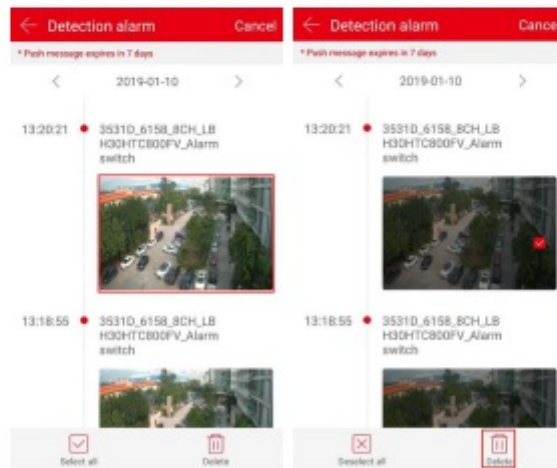 Detection alarm
Cancel
* Push message expires in 7 days
2019-01-10
13:20:21
3531D_6158_8CH_LB
H30HTC800FV_Alarm
switch
13:18:55
3531D_6158_8CH_LB
H30HTC800FV_Alarm
switch
Select all
Delete
Detection alarm
Cance
* Push message expires in 7 days
2019-01-10
13:20:21
3531D_6158_8CH_LB
H30HTC800FV_Alarm
switch
13:18:55
3531D_6158_8CH_LB
H30HTC800FV_Alarm
switch
Deselect all
Delete